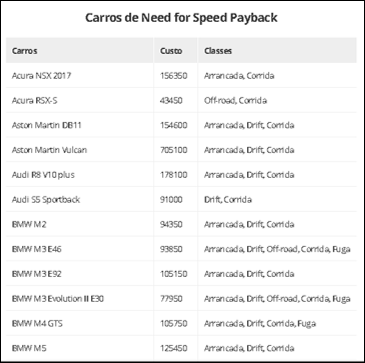 Carros de Need for Speed Payback
Carros Custo Classes
Acura NSX 2017 156350 Arrancada, Corrida
Acura RSX-S 43450 Off-road, Corrida
Aston Martin DB11 154600 Arrancada, Drift, Corrida
Aston Martin Vulcan 705100 Arrancada, Drift, Corrida
Audi R8 V10 plus 178100 Arrancada, Drift, Corrida
Audi S5 Sportback 91000 Drift, Corrida
BMW M2 94350 Arrancada, Drift, Corrida
BMW M3 E46 93850 Arrancada, Drift, Off-road, Corrida, Fuga
BMW M3 E92 105150 Arrancada, Drift, Corrida
BMW M3 Evolution II E30 77950 Arrancada, Drift, Off-road, Corrida, Fuga
BMW M4 GTS 105750 Arrancada, Drift, Corrida, Fuga
BMW M5 125450 Arrancada, Drift, Corrida